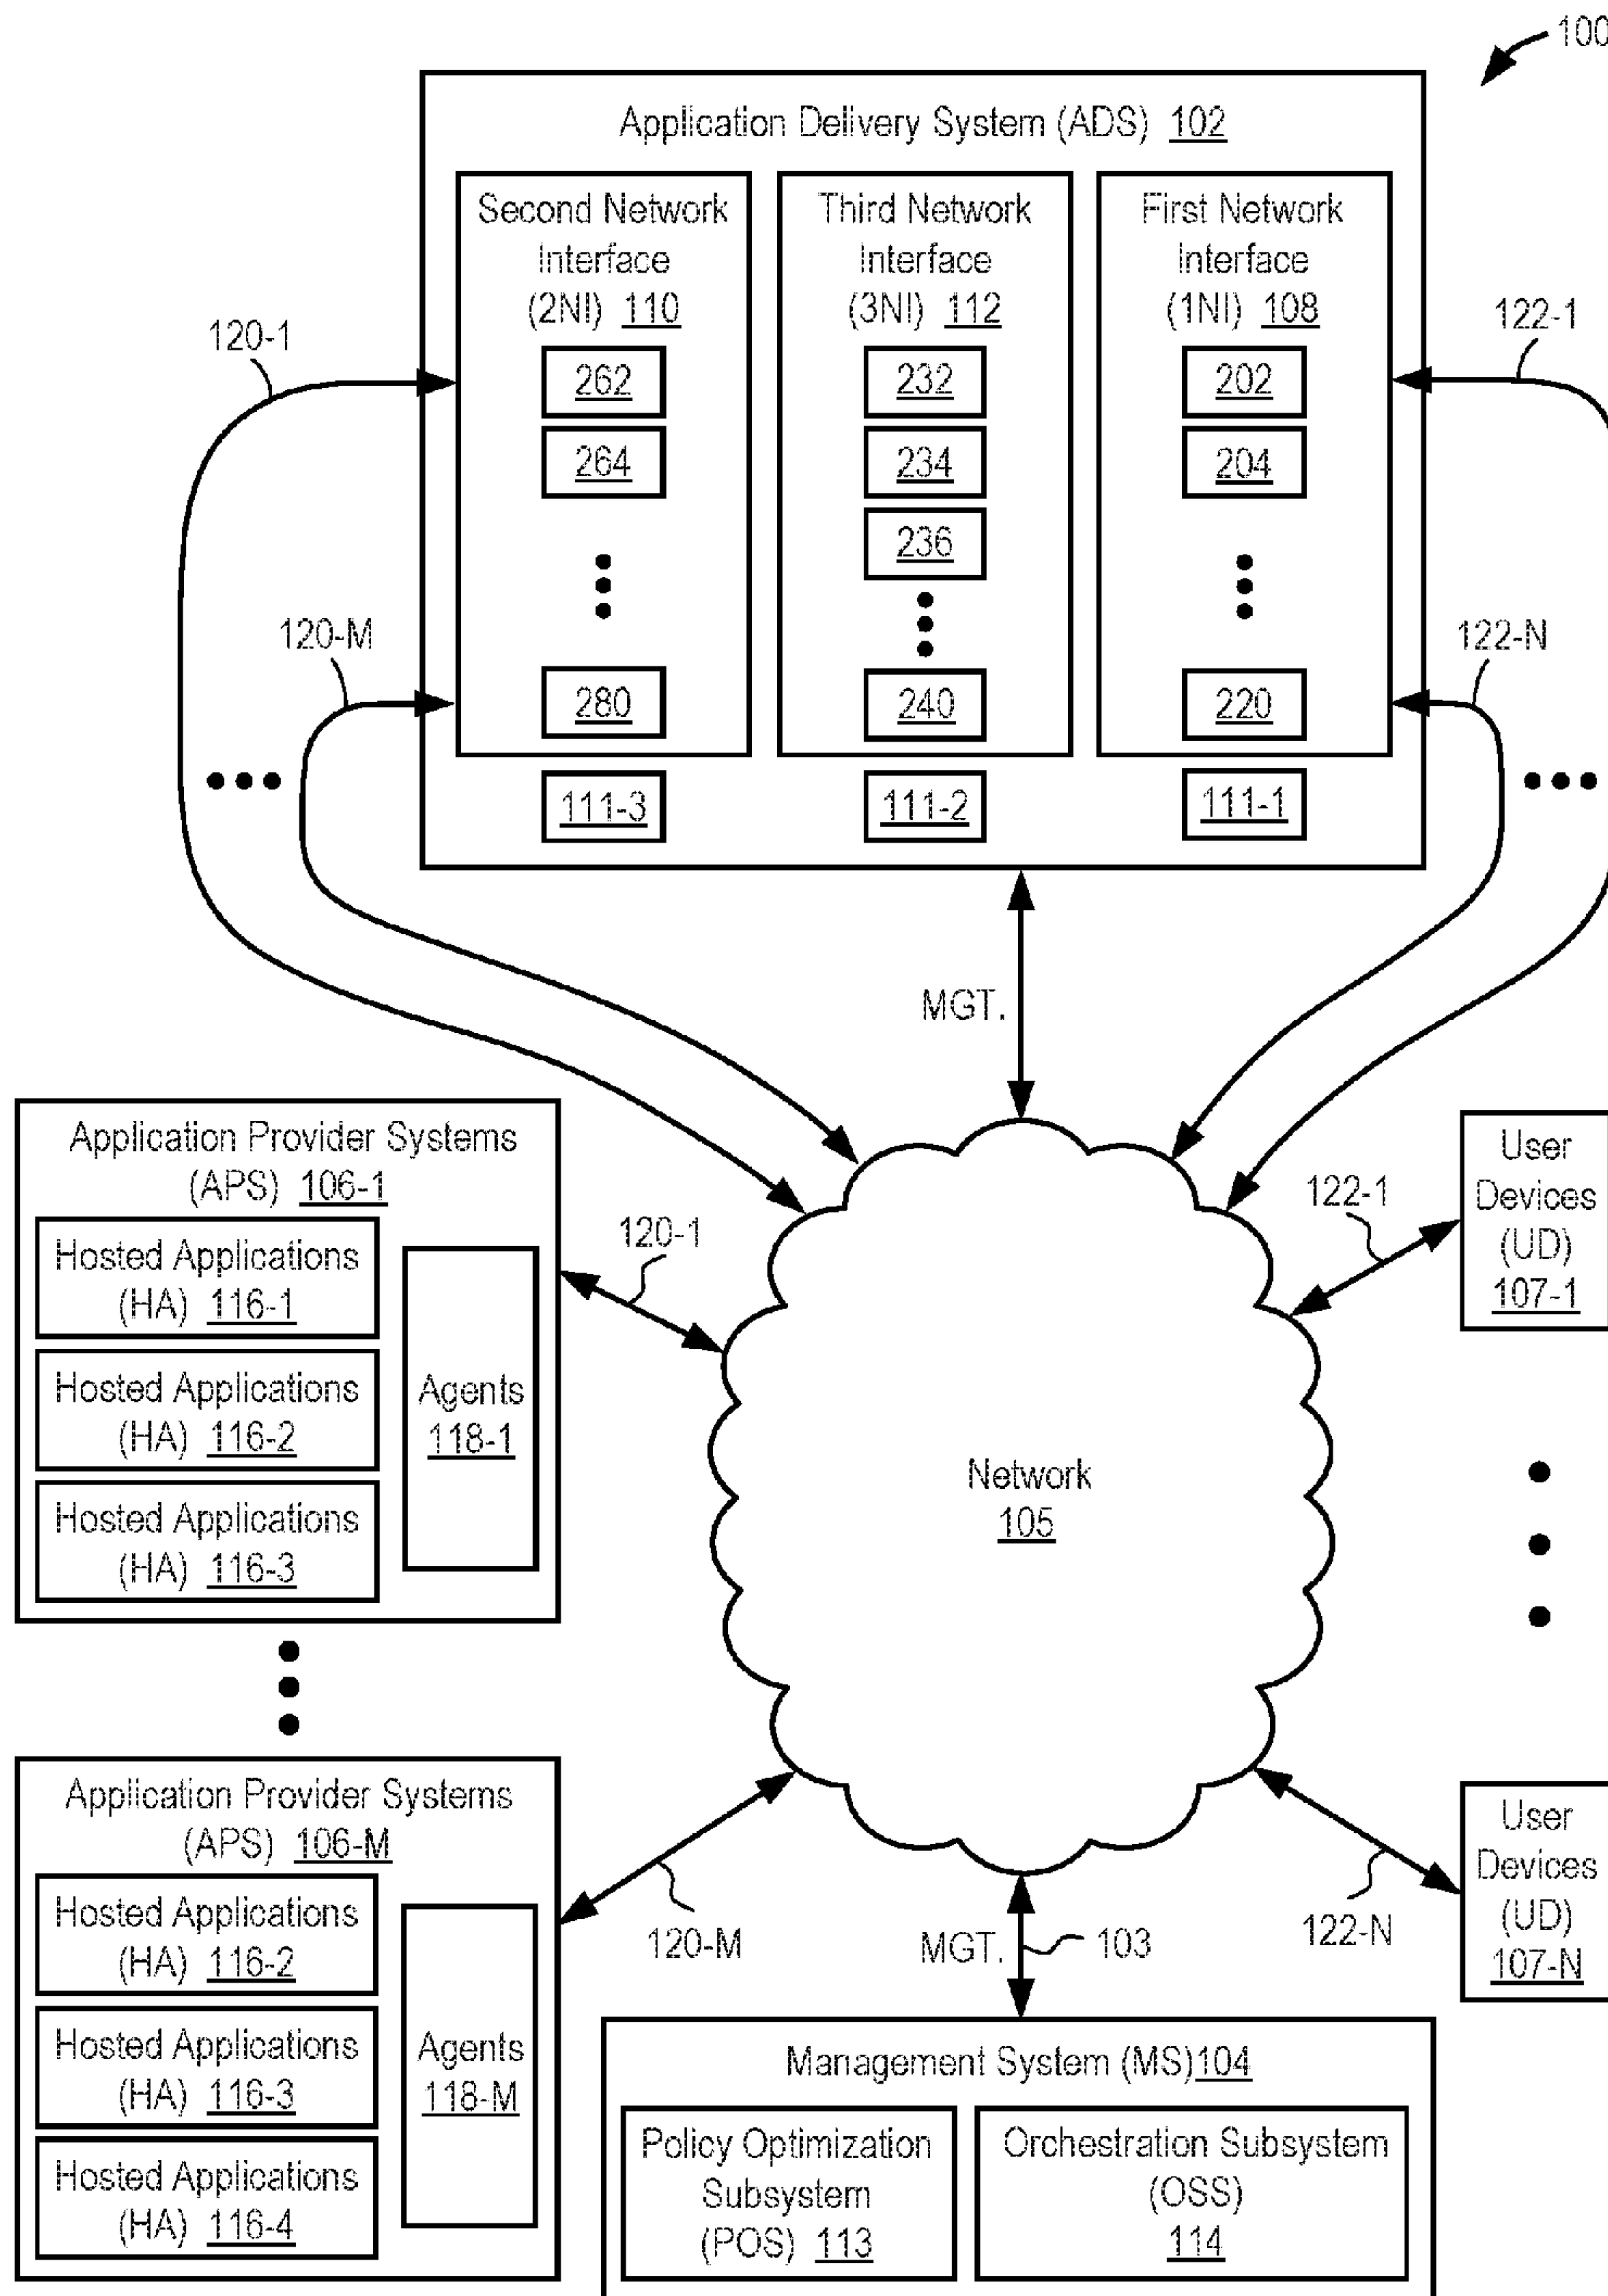 100
Application Delivery System (ADS) 102
Second Network
Interface
(2NI) 110
262
264
280
111-3
Third Network
Interface
(3NI) 112
232
234
236
240
111-2
First Network
Interface
(1NI) 108
202
204
220
111-1
120-1
120-M
122-1
122-N
MGT.
Application Provider Systems
(APS) 106-1
Hosted Applications
(HA) 116-1
Hosted Applications
(HA) 116-2
Hosted Applications
(HA) 116-3
Agents
118-1
120-1
Network
105
122-1
User
Devices
(UD)
107-1
Application Provider Systems
(APS) 106-M
Hosted Applications
(HA) 116-2
Hosted Applications
(HA) 116-3
Hosted Applications
(HA) 116-4
Agents
118-M
120-M
MGT.
103
122-N
User
Devices
(UD)
107-N
Management System (MS)104
Policy Optimization
Subsystem
(POS) 113
Orchestration Subsystem
(OSS)
114